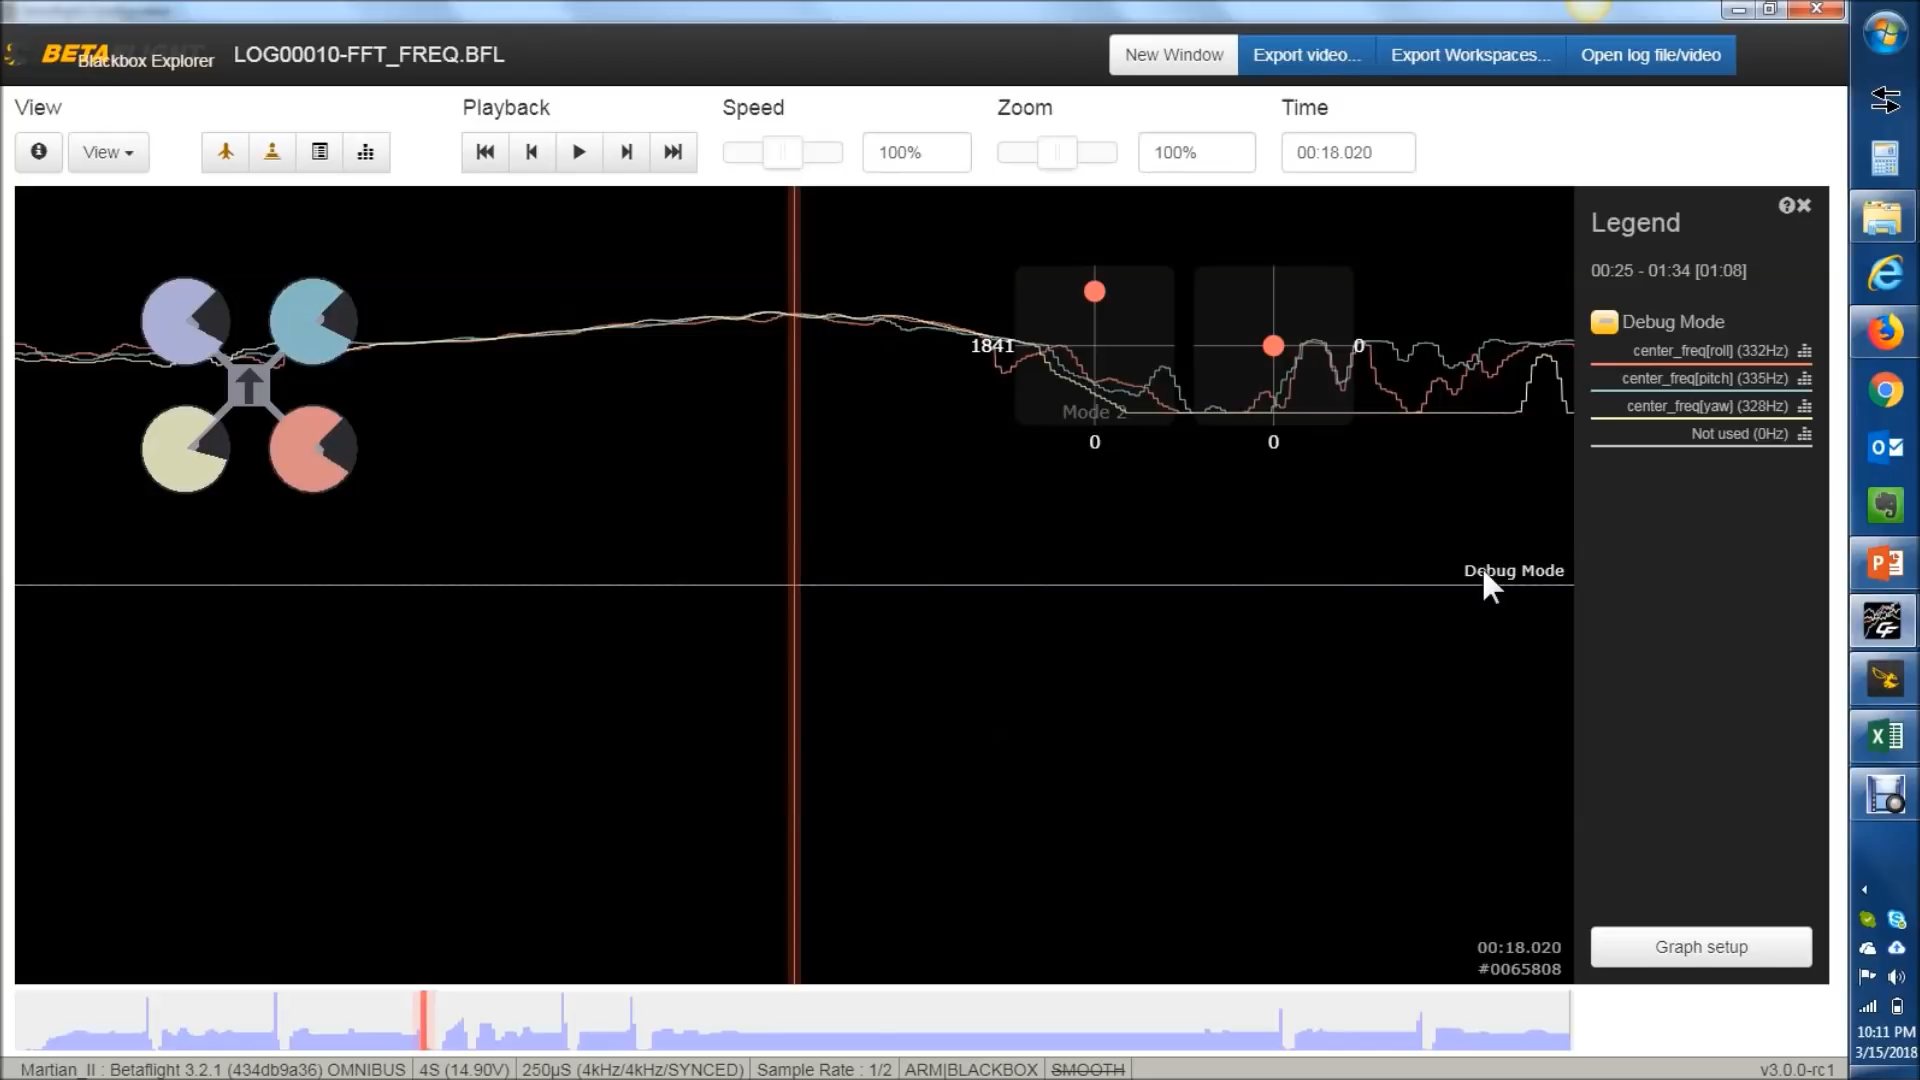 BETAFLIGHT
Blackbox Explorer
LOG00010-FFT_FREQ.BFL
New Window
Export video...
Export Workspaces...
Open log file/video
View
Playback
Speed
Zoom
Time
View
100%
100%
00:18.020
Legend
00:25 - 01:34 [01:08]
Debug Mode
center_freq[roll] (332Hz)
center_freq[pitch] (335Hz)
center_freq[yaw] (328Hz)
Not used (0Hz)
1841
0
Mode 2
0
0
Debug Mode
00:18.020
#0065808
Graph setup
Martian_II : Betaflight 3.2.1 (434db9a36) OMNIBUS
4S (14.90V)
250µS (4kHz/4kHz/SYNCED)
Sample Rate : 1/2
ARM|BLACKBOX
SMOOTH
v3.0.0-rc1
10:11 PM
3/15/2018